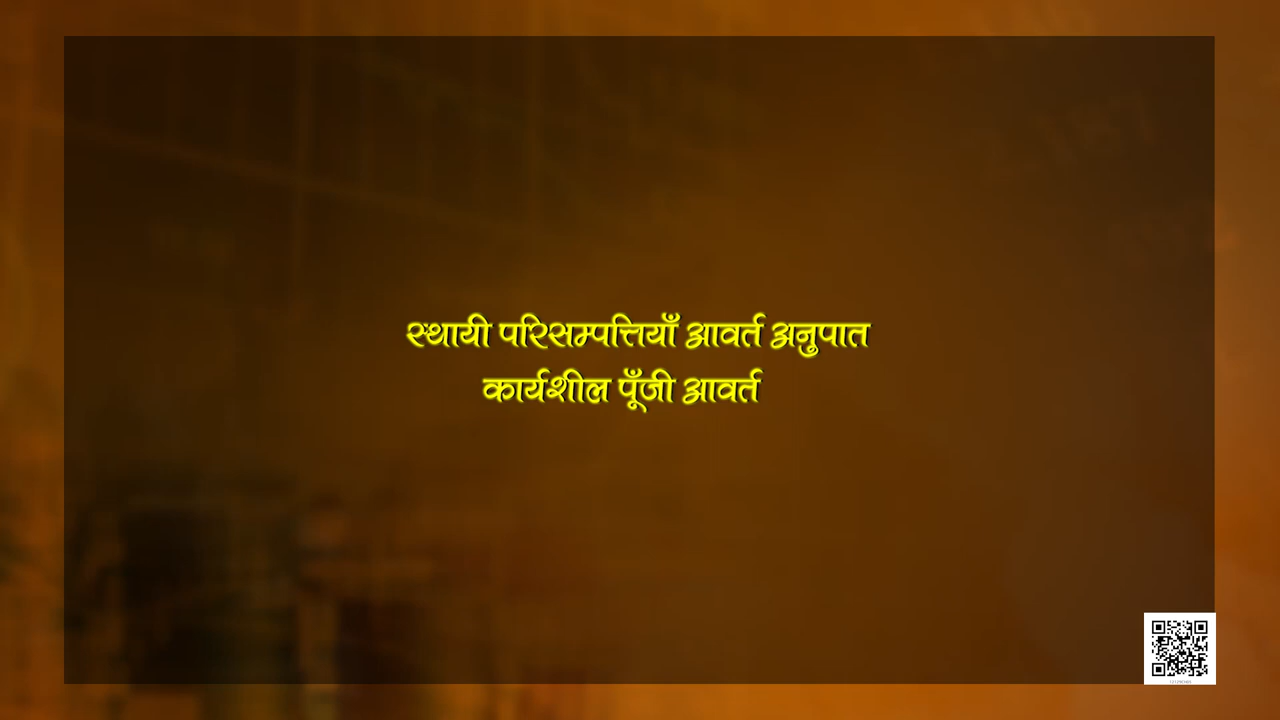 स्थायी परिसम्पत्तियाँ आवर्त अनुपात
कार्यशील पूँजी आवर्त